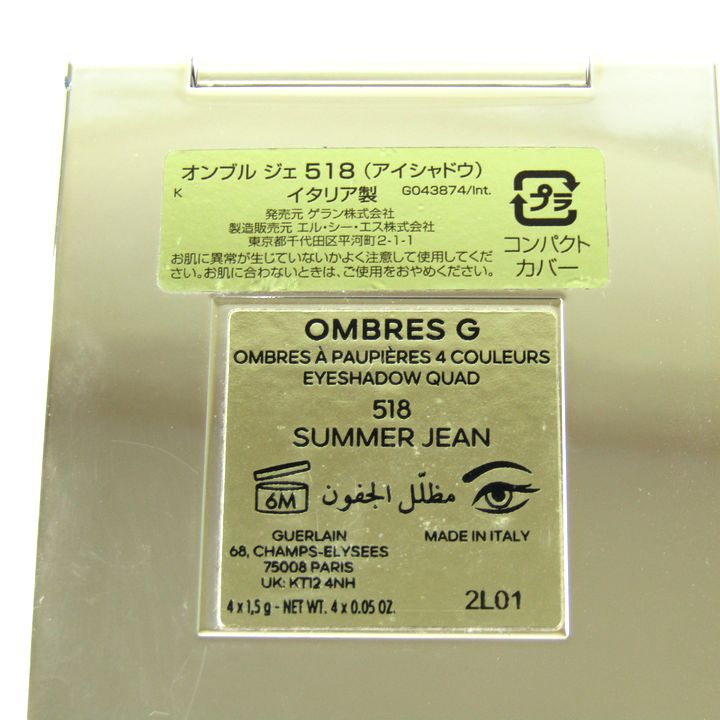 オンブル ジェ 518 (アイシャドウ)
K イタリア製 G043874/Int.
発売元 ゲラン株式会社
製造販売元 エル・シー・エス株式会社
東京都千代田区平河町2-1-1
お肌に異常が生じていないかよく注意して使用してくだ
さい。お肌に合わないときは、ご使用をおやめください。
プラ
コンパクト
カバー
OMBRES G
OMBRES À PAUPIÈRES 4 COULEURS
EYESHADOW QUAD
518
SUMMER JEAN
6M مظلّل الجفون
GUERLAIN
68, CHAMPS-ELYSEES
75008 PARIS
UK: KT12 4NH
MADE IN ITALY
4 x 1,5 g - NET WT. 4 x 0.05 OZ.
2L01